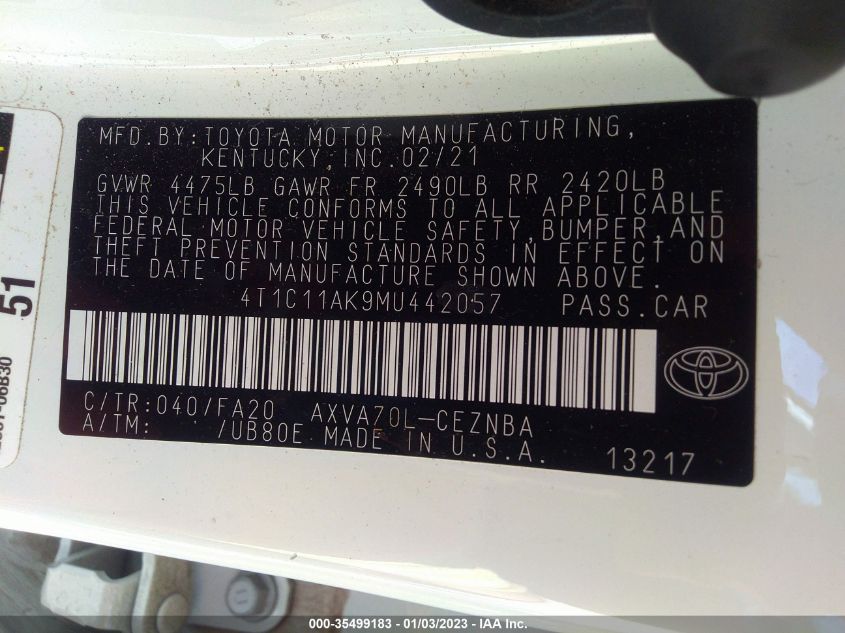 MFD.BY:TOYOTA MOTOR MANUFACTURING,
KENTUCKY,INC.02/21
GVWR 4475LB GAWR FR 2490LB RR 2420LB
THIS VEHICLE CONFORMS TO ALL APPLICABLE
FEDERAL MOTOR VEHICLE SAFETY,BUMPER,AND
THEFT PREVENTION STANDARDS IN EFFECT ON
THE DATE OF MANUFACTURE SHOWN ABOVE.
4T1C11AK9MU442057 PASS.CAR
C/TR:040/FA20 AXVA70L-CEZNBA
A/TM: /UB80E MADE IN U.S.A.
13217
51
06B30
000-35499183 - 01/03/2023 - IAA Inc.